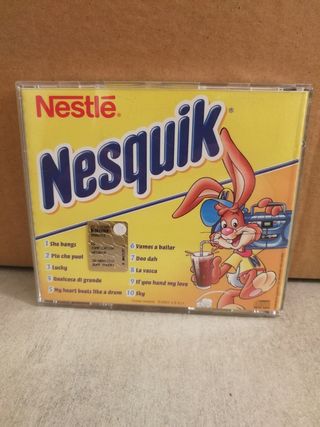 Nestlé®
Nesquik®
1 She bangs
2 Più che puoi
3 Lucky
4 Qualcosa di grande
5 My heart beats like a drum
6 Vamos a bailar
7 Doo dah
8 La vasca
9 If you hand my love
10 Sky